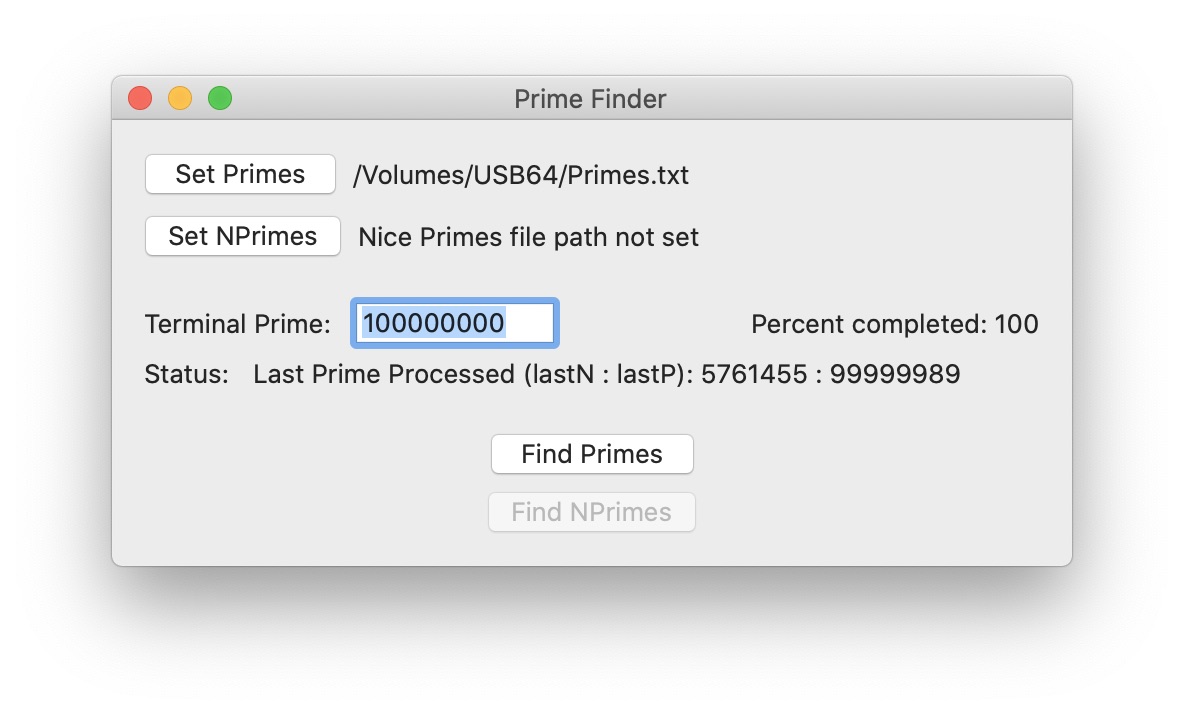 Prime Finder
Set Primes /Volumes/USB64/Primes.txt
Set NPrimes Nice Primes file path not set
Terminal Prime: 100000000 Percent completed: 100
Status: Last Prime Processed (lastN : lastP): 5761455 : 99999989
Find Primes
Find NPrimes